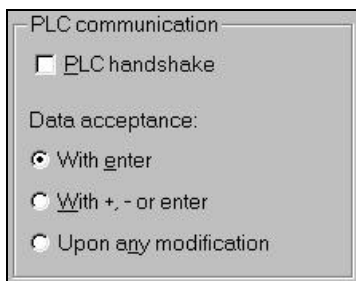 PLC communication
PLC handshake
Data acceptance:
With enter
With +, - or enter
Upon any modification